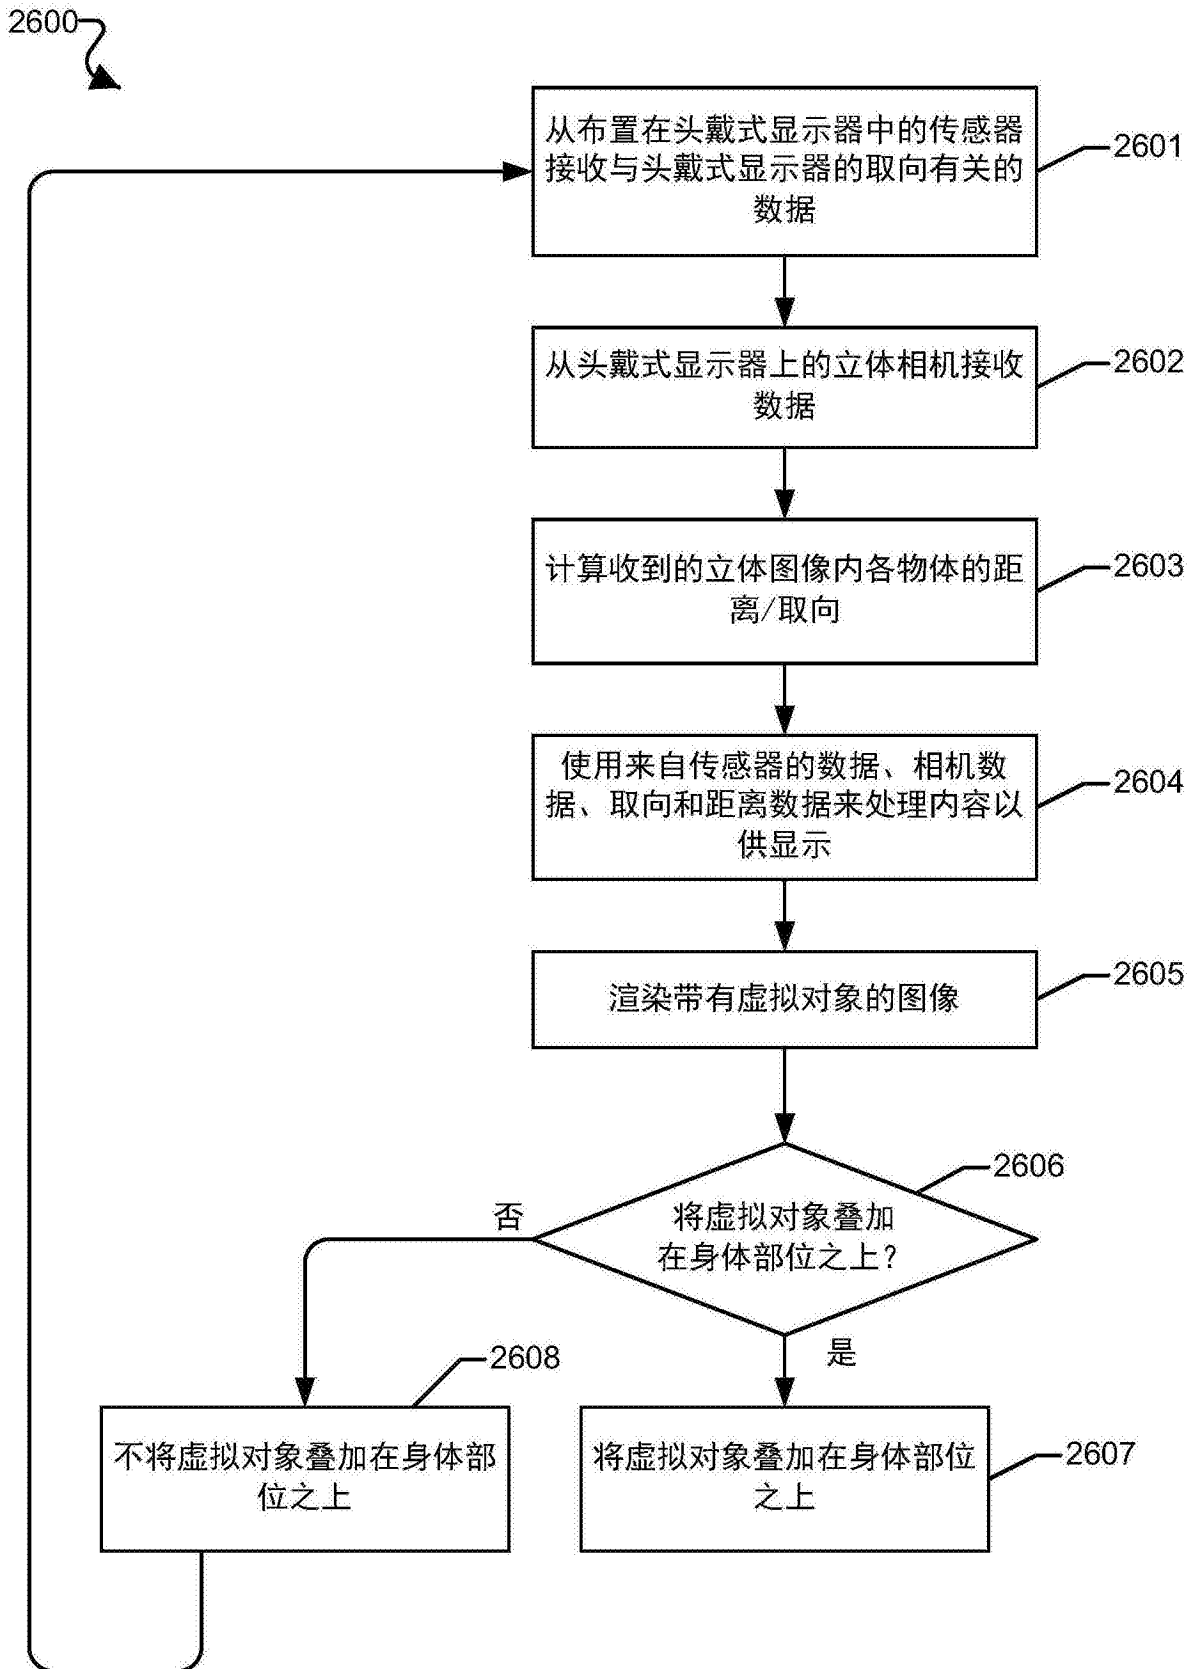 2600
从布置在头戴式显示器中的传感器
接收与头戴式显示器的取向有关的
数据
2601
从头戴式显示器上的立体相机接收
数据
2602
计算收到的立体图像内各物体的距
离/取向
2603
使用来自传感器的数据、相机数
据、取向和距离数据来处理内容以
供显示
2604
渲染带有虚拟对象的图像
2605
将虚拟对象叠加
在身体部位之上?
2606
否
是
2608
不将虚拟对象叠加在身体部
位之上
将虚拟对象叠加在身体部位
之上
2607